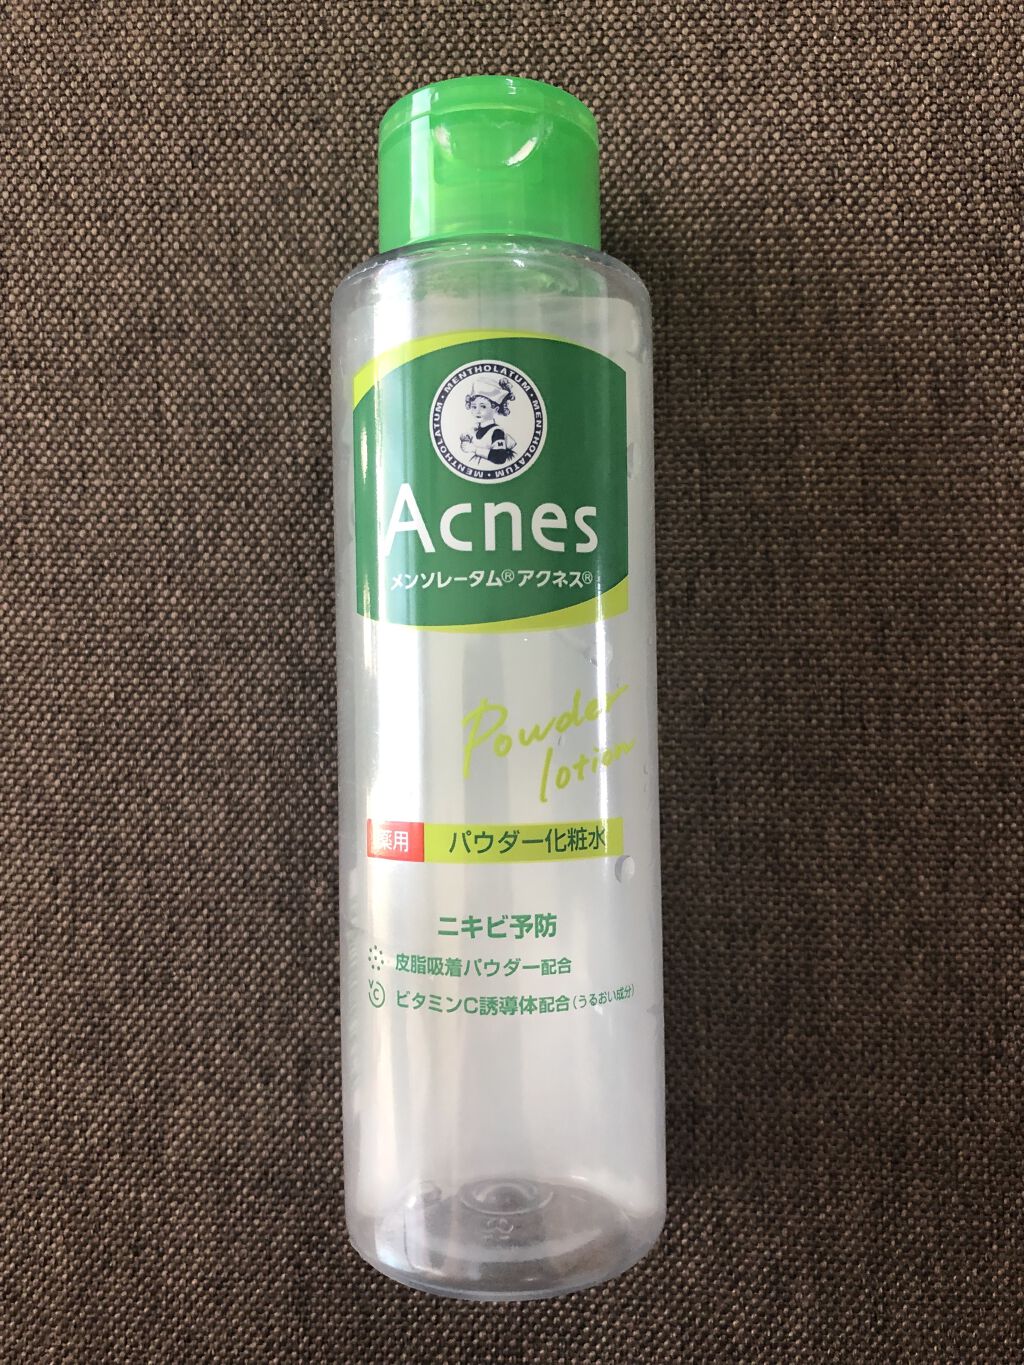 MENTHOLATUM · MENTHOLATUM · MENTHOLATUM
Acnes
メンソレータム® アクネス®
Powder
lotion
薬用 パウダー化粧水
ニキビ予防
皮脂吸着パウダー配合
VC ビタミンC誘導体配合(うるおい成分)